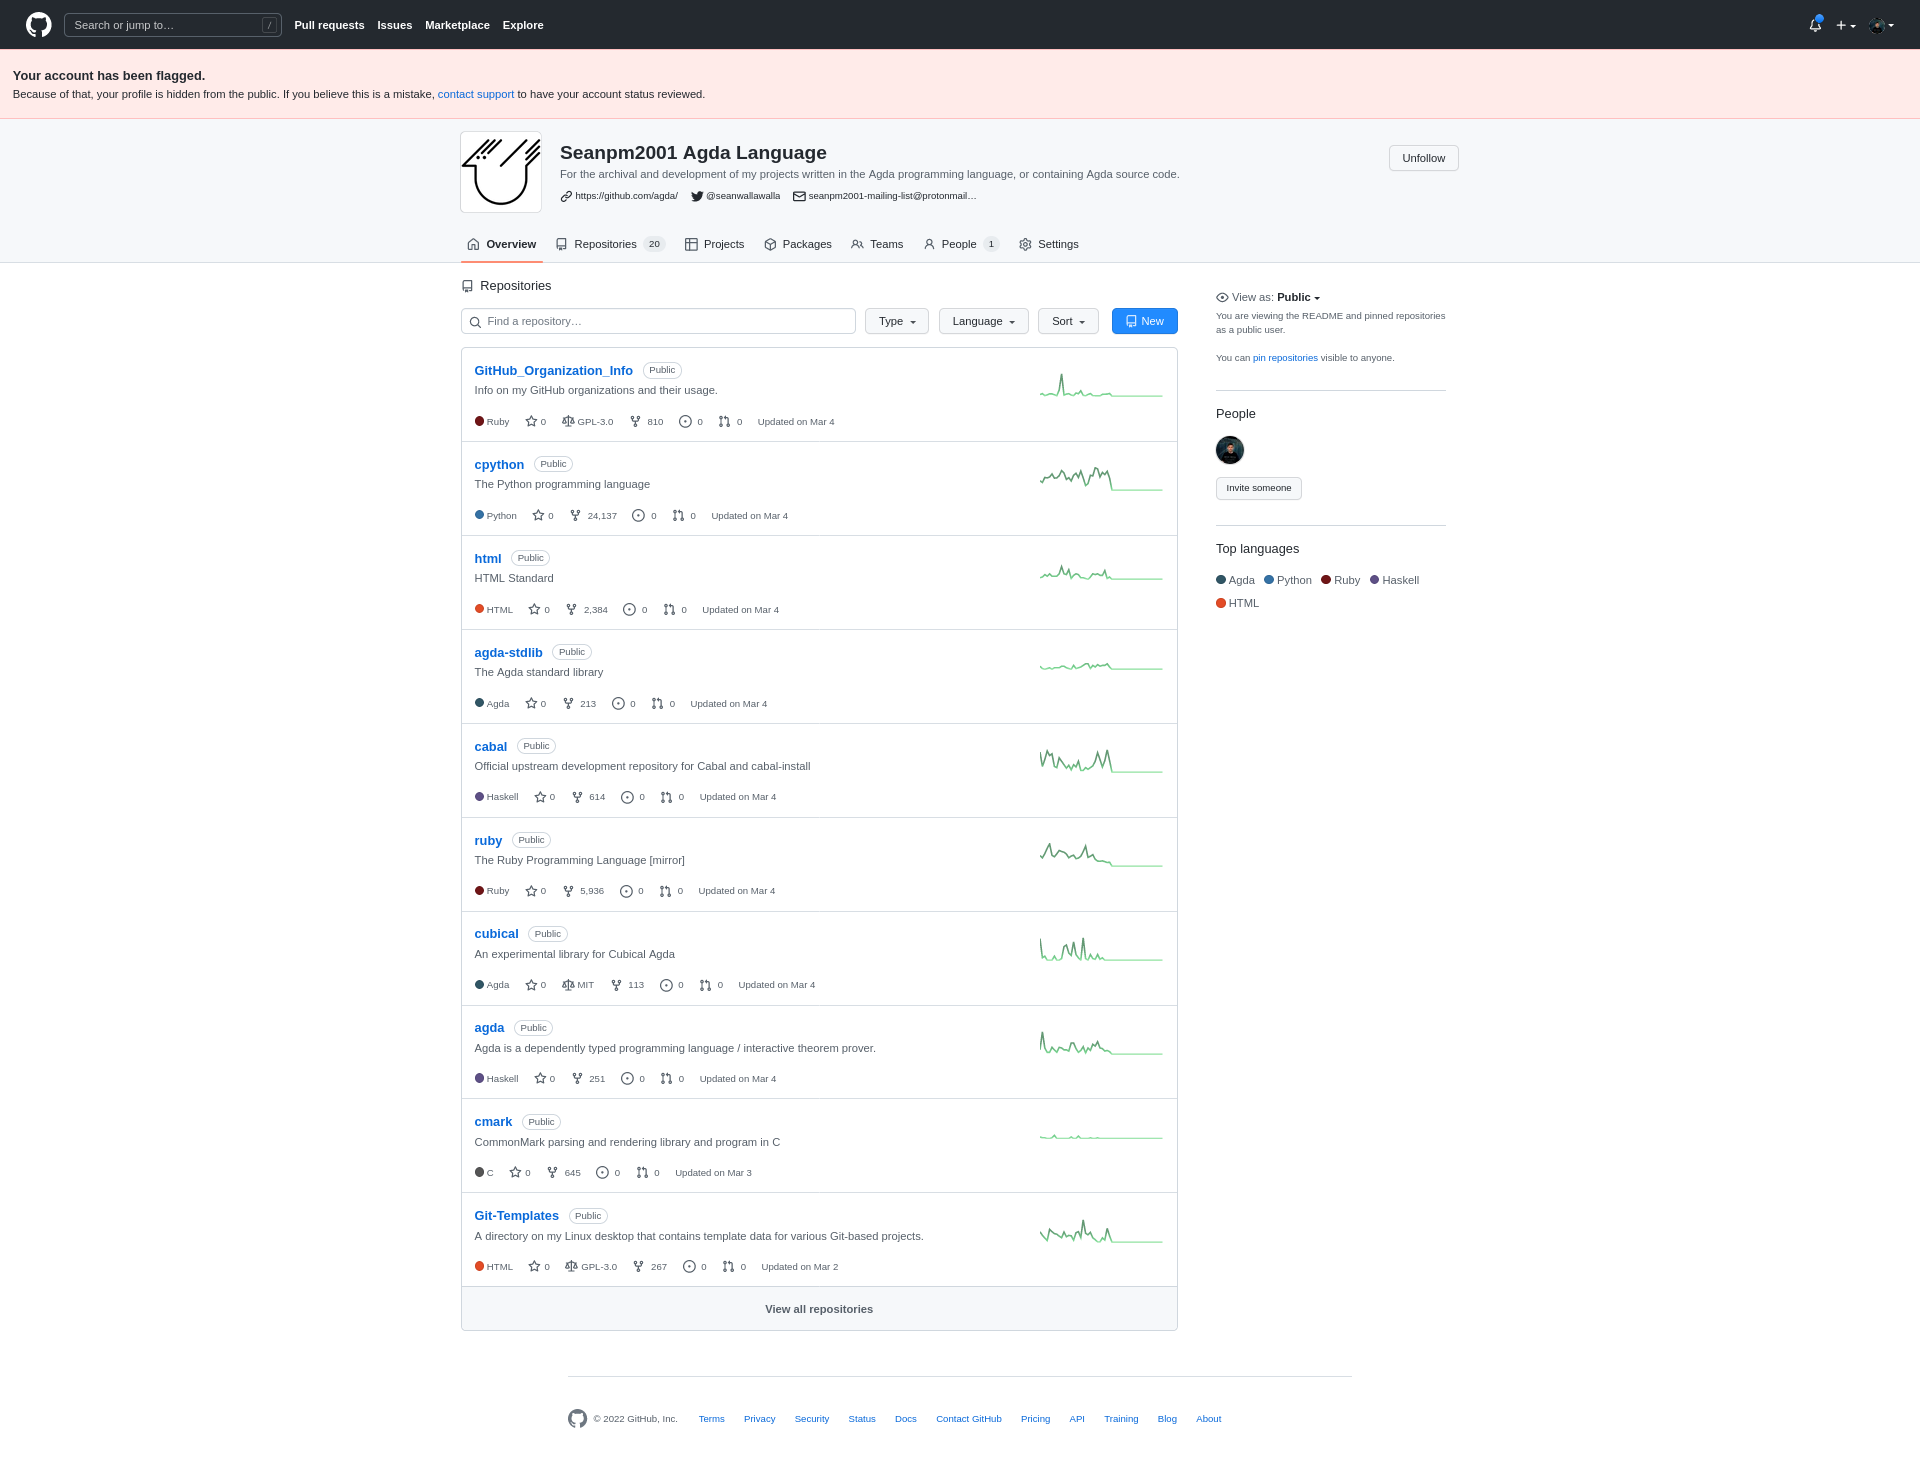 Search or jump to… /
Pull requests Issues Marketplace Explore
Your account has been flagged.
Because of that, your profile is hidden from the public. If you believe this is a mistake, contact support to have your account status reviewed.
Seanpm2001 Agda Language
Unfollow
For the archival and development of my projects written in the Agda programming language, or containing Agda source code.
https://github.com/agda/ @seanwallawalla seanpm2001-mailing-list@protonmail…
Overview Repositories 20 Projects Packages Teams People 1 Settings
Repositories
Find a repository… Type Language Sort New
GitHub_Organization_Info Public
Info on my GitHub organizations and their usage.
Ruby 0 GPL-3.0 810 0 0 Updated on Mar 4
cpython Public
The Python programming language
Python 0 24,137 0 0 Updated on Mar 4
html Public
HTML Standard
HTML 0 2,384 0 0 Updated on Mar 4
agda-stdlib Public
The Agda standard library
Agda 0 213 0 0 Updated on Mar 4
cabal Public
Official upstream development repository for Cabal and cabal-install
Haskell 0 614 0 0 Updated on Mar 4
ruby Public
The Ruby Programming Language [mirror]
Ruby 0 5,936 0 0 Updated on Mar 4
cubical Public
An experimental library for Cubical Agda
Agda 0 MIT 113 0 0 Updated on Mar 4
agda Public
Agda is a dependently typed programming language / interactive theorem prover.
Haskell 0 251 0 0 Updated on Mar 4
cmark Public
CommonMark parsing and rendering library and program in C
C 0 645 0 0 Updated on Mar 3
Git-Templates Public
A directory on my Linux desktop that contains template data for various Git-based projects.
HTML 0 GPL-3.0 267 0 0 Updated on Mar 2
View all repositories
View as: Public
You are viewing the README and pinned repositories
as a public user.
You can pin repositories visible to anyone.
People
Invite someone
Top languages
Agda Python Ruby Haskell
HTML
© 2022 GitHub, Inc. Terms Privacy Security Status Docs Contact GitHub Pricing API Training Blog About